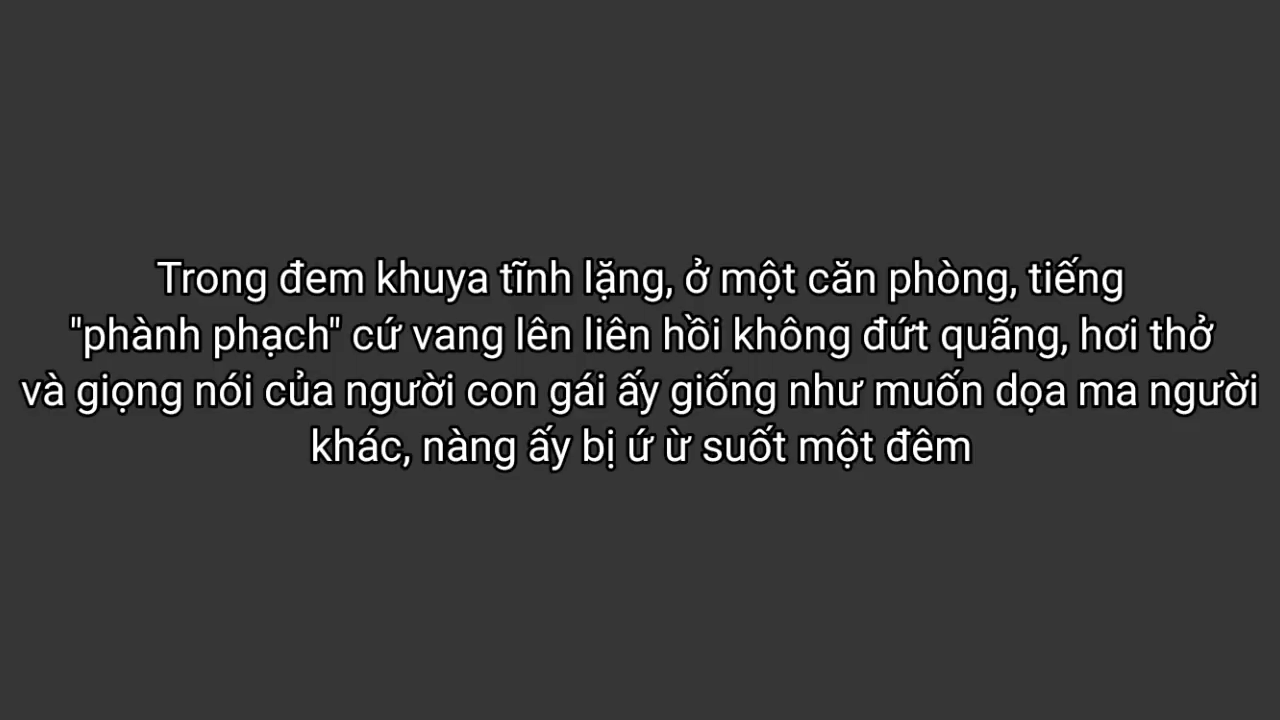 Trong đem khuya tĩnh lặng, ở một căn phòng, tiếng
"phành phạch" cứ vang lên liên hồi không đứt quãng, hơi thở
và giọng nói của người con gái ấy giống như muốn dọa ma người
khác, nàng ấy bị ứ ừ suốt một đêm